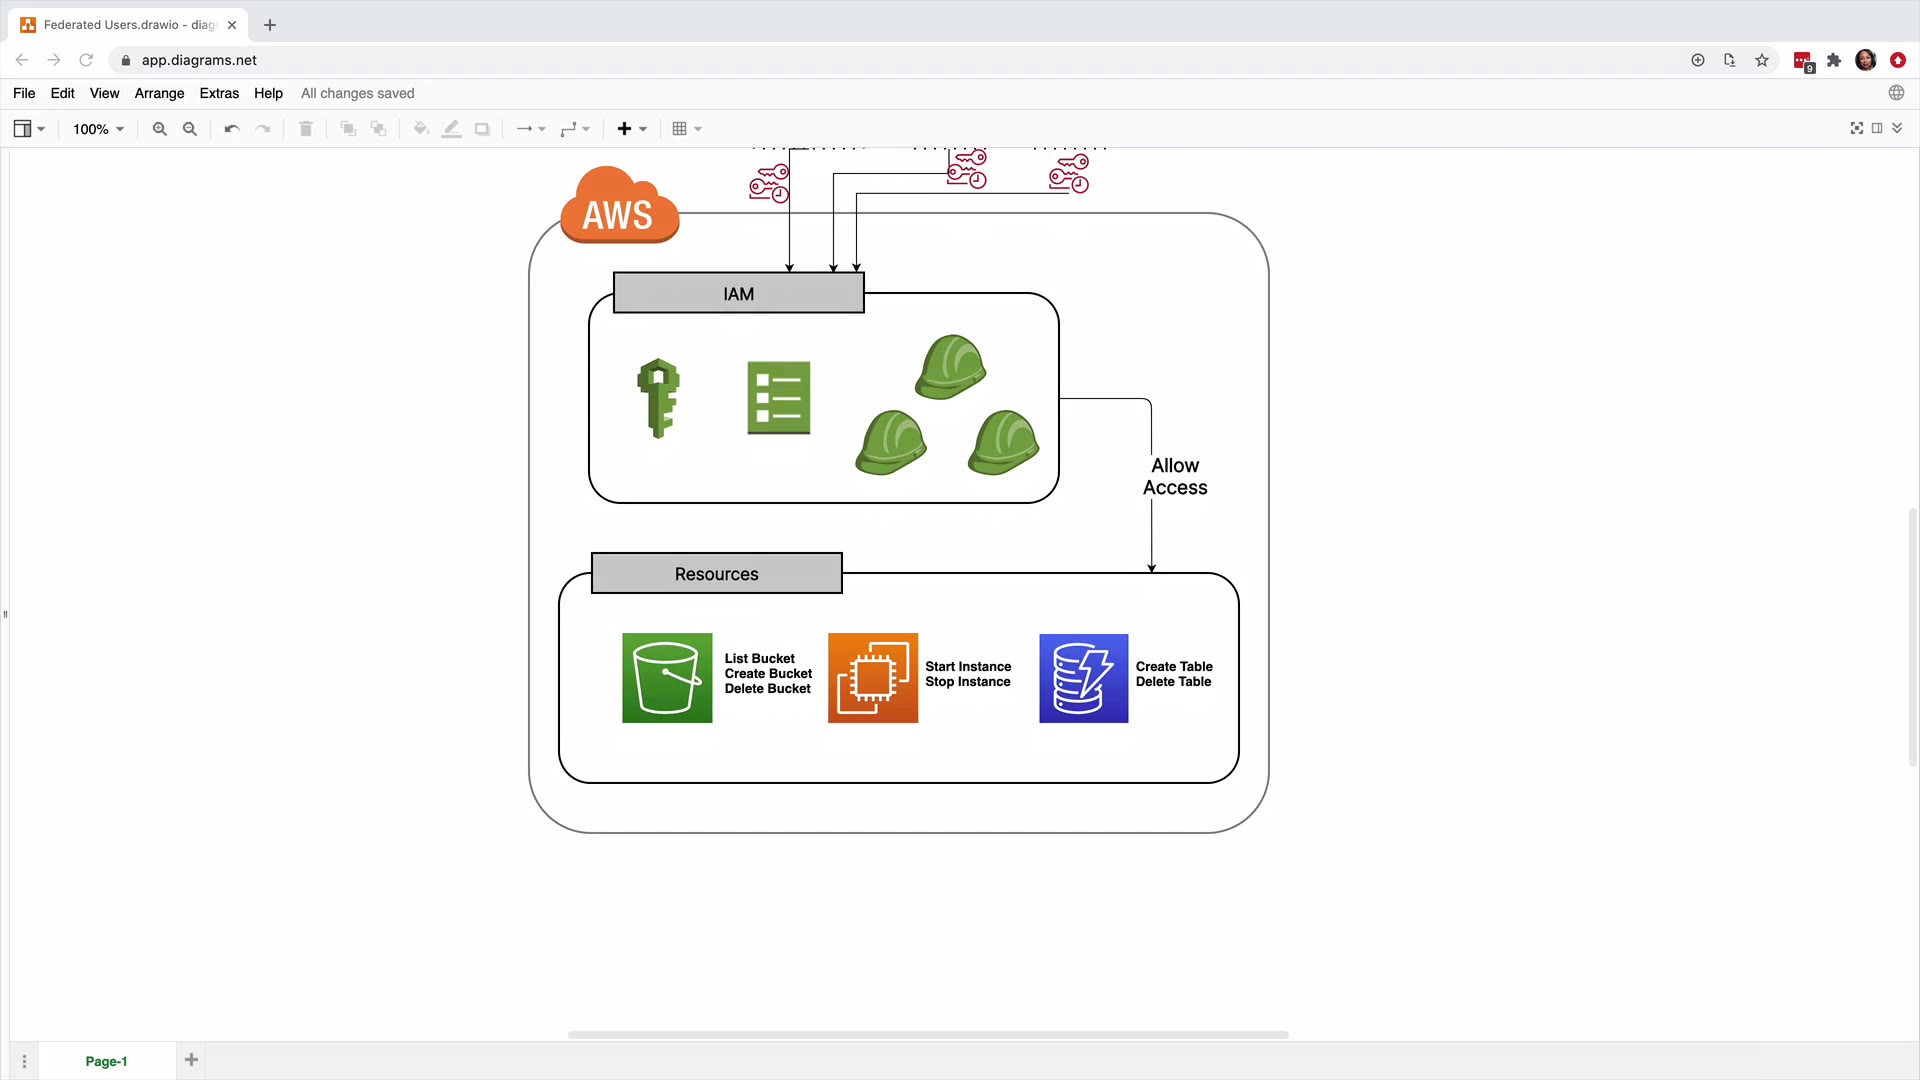 Federated Users.drawio - diag
app.diagrams.net
9
File Edit View Arrange Extras Help All changes saved
100%
AWS
IAM
Allow
Access
Resources
List Bucket
Create Bucket
Delete Bucket
Start Instance
Stop Instance
Create Table
Delete Table
Page-1